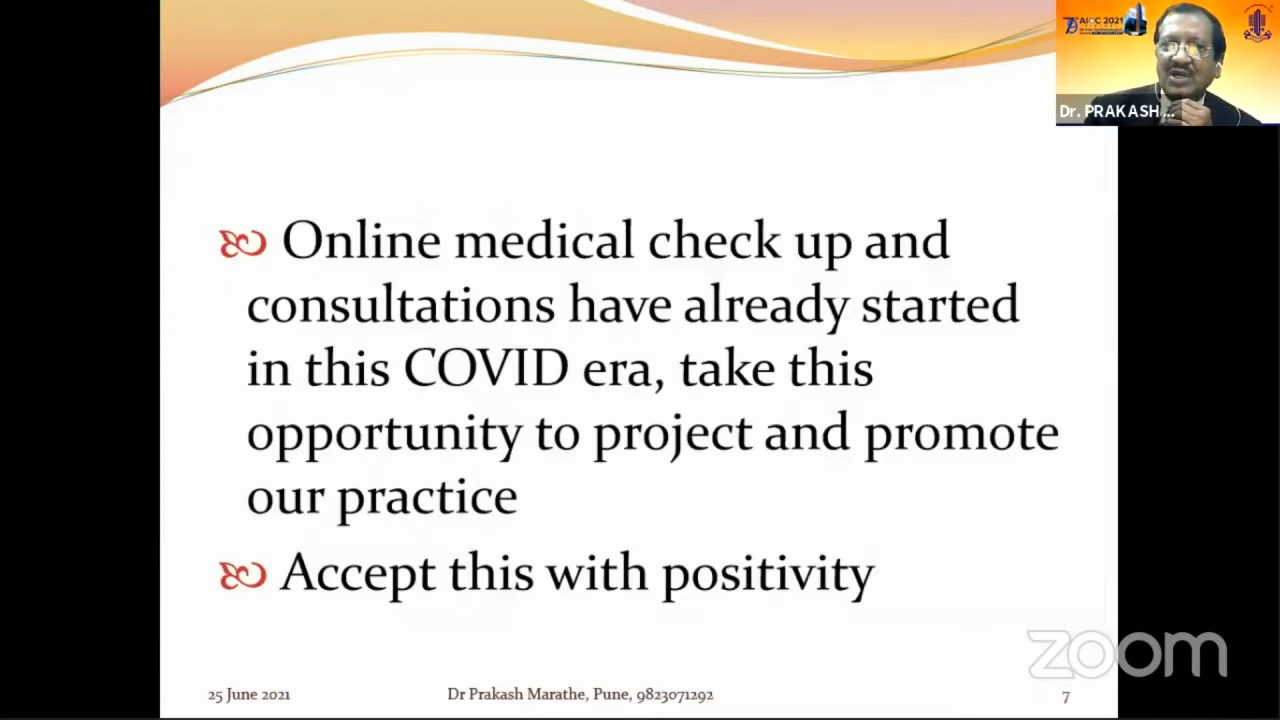 AIOC 2021
Dr. PRAKASH ...
Online medical check up and
consultations have already started
in this COVID era, take this
opportunity to project and promote
our practice
Accept this with positivity
zoom
25 June 2021
Dr Prakash Marathe, Pune, 9823071292
7